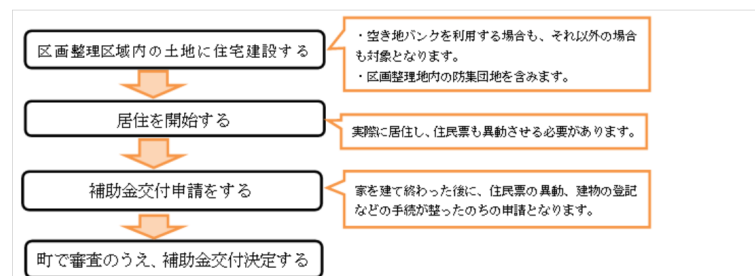 区画整理区域内の土地に住宅建設する
・空き地バンクを利用する場合も、それ以外の場合
も対象となります。
・区画整理地内の防集団地を含みます。
居住を開始する
実際に居住し、住民票も異動させる必要があります。
補助金交付申請をする
家を建て終わった後に、住民票の異動、建物の登記
などの手続が整ったのちの申請となります。
町で審査のうえ、補助金交付決定する